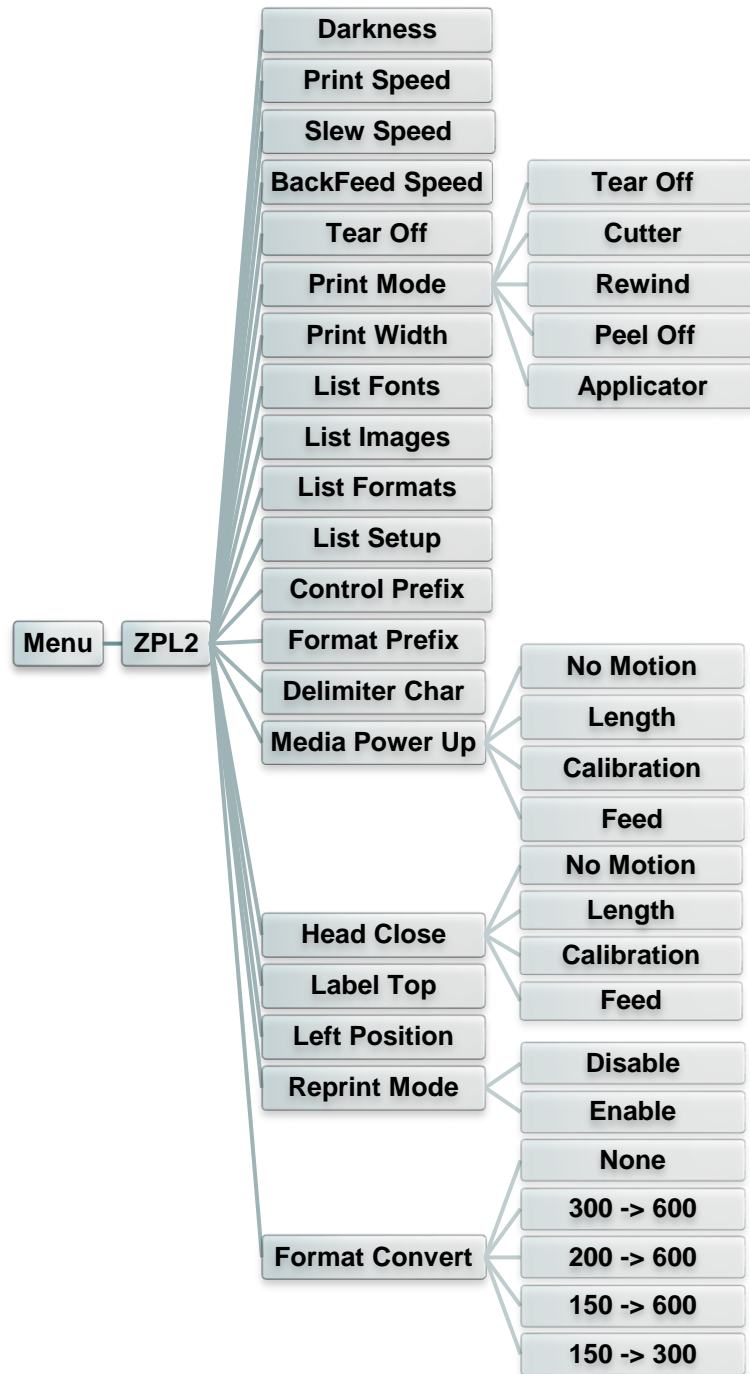 Menu
ZPL2
Darkness
Print Speed
Slew Speed
BackFeed Speed
Tear Off
Print Mode
Tear Off
Cutter
Rewind
Peel Off
Applicator
Print Width
List Fonts
List Images
List Formats
List Setup
Control Prefix
Format Prefix
Delimiter Char
Media Power Up
No Motion
Length
Calibration
Feed
Head Close
No Motion
Length
Calibration
Feed
Label Top
Left Position
Reprint Mode
Disable
Enable
Format Convert
None
300 -> 600
200 -> 600
150 -> 600
150 -> 300